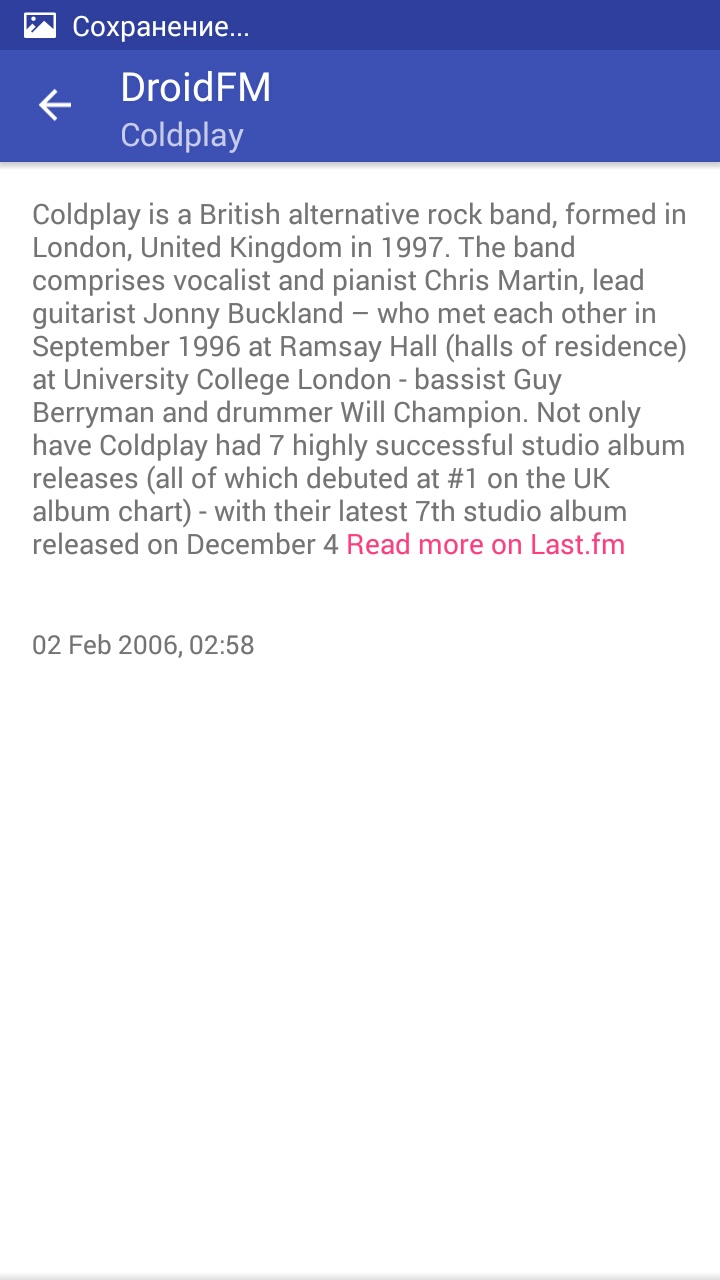 Сохранение...
DroidFM
Coldplay
Coldplay is a British alternative rock band, formed in
London, United Kingdom in 1997. The band
comprises vocalist and pianist Chris Martin, lead
guitarist Jonny Buckland – who met each other in
September 1996 at Ramsay Hall (halls of residence)
at University College London - bassist Guy
Berryman and drummer Will Champion. Not only
have Coldplay had 7 highly successful studio album
releases (all of which debuted at #1 on the UK
album chart) - with their latest 7th studio album
released on December 4 Read more on Last.fm
02 Feb 2006, 02:58